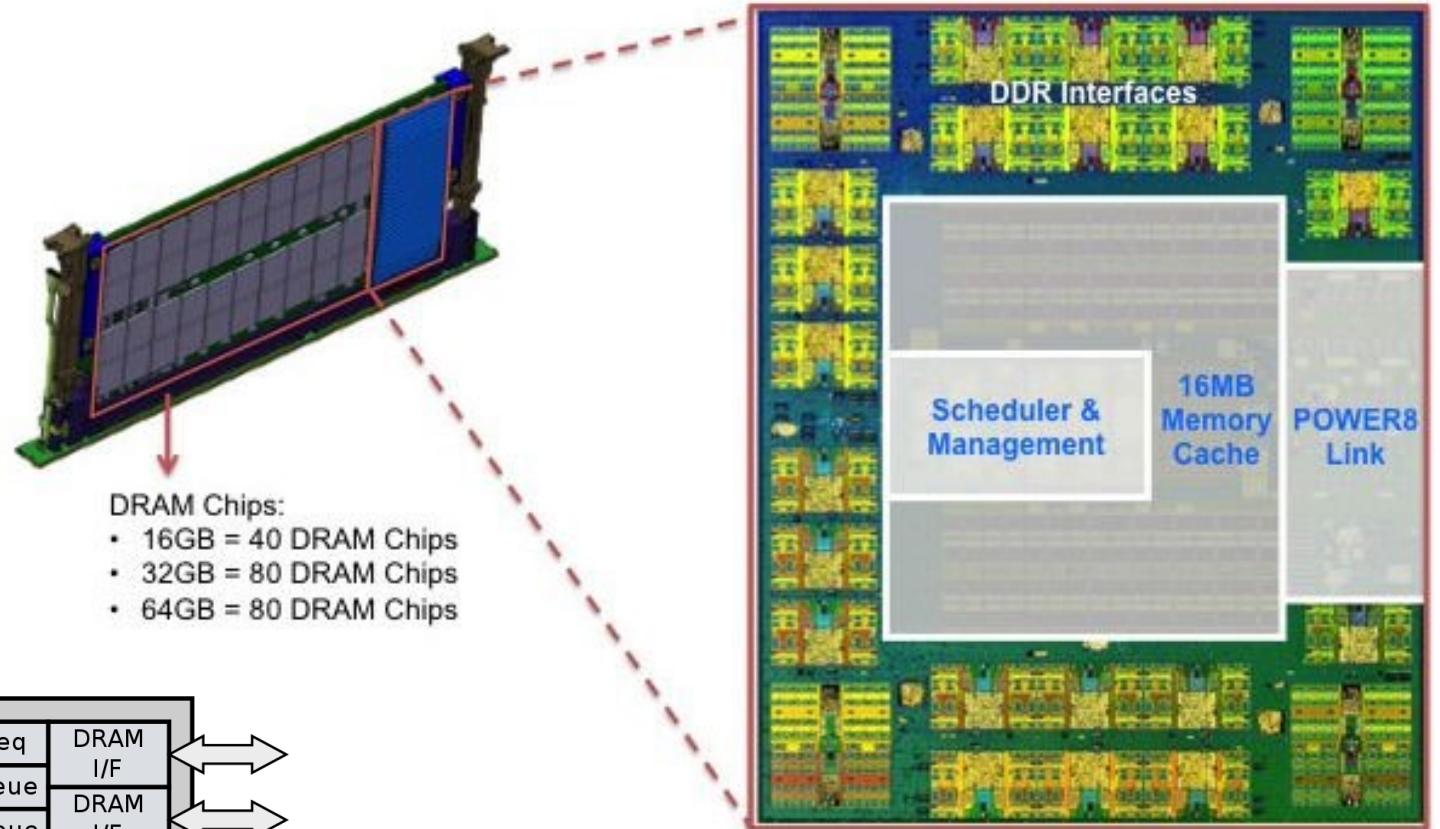 DDR Interfaces
Scheduler &
Management
16MB
Memory
Cache
POWER8
Link
DRAM Chips:
• 16GB = 40 DRAM Chips
• 32GB = 80 DRAM Chips
• 64GB = 80 DRAM Chips
DRAM
I/F
DRAM